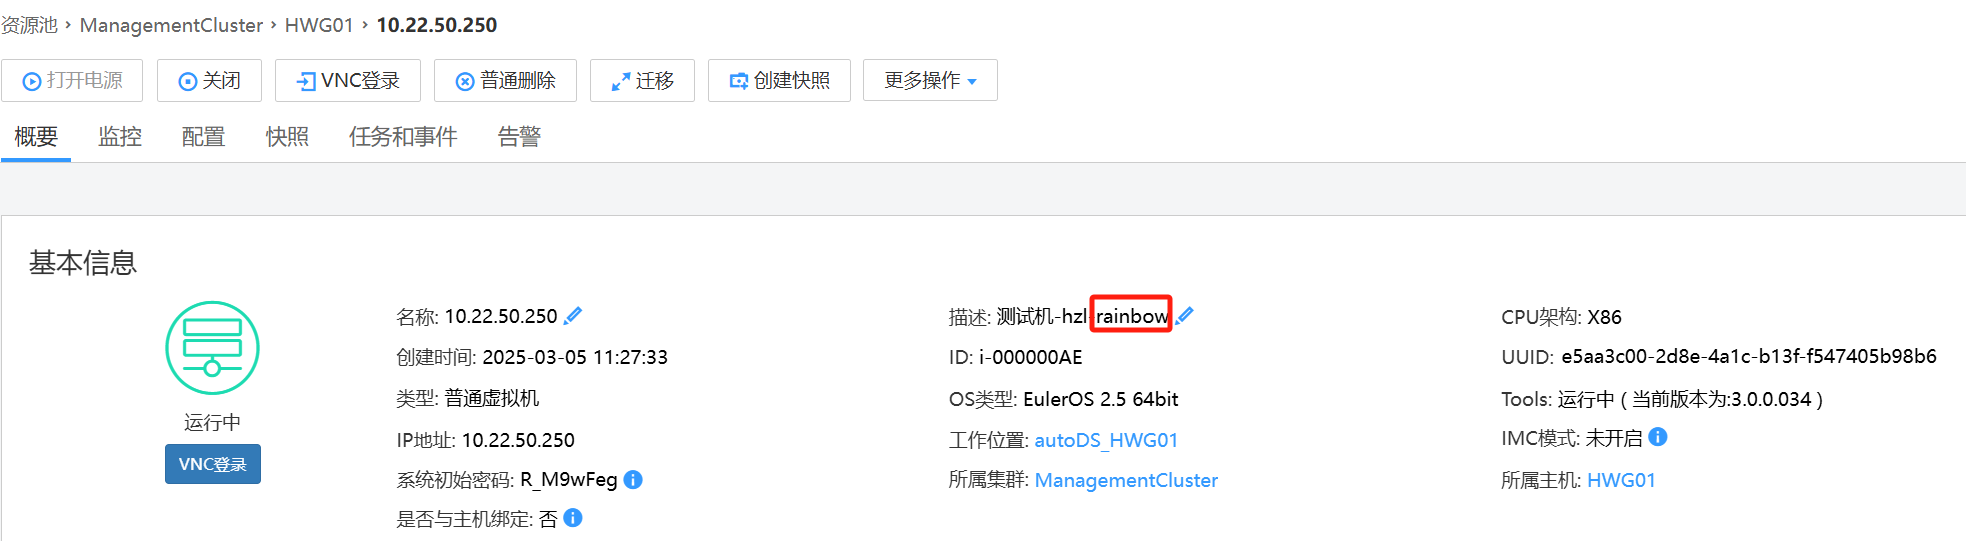 资源池 › ManagementCluster › HWG01 › 10.22.50.250
打开电源 关闭 VNC登录 普通删除 迁移 创建快照 更多操作
概要 监控 配置 快照 任务和事件 告警
基本信息
运行中
VNC登录
名称: 10.22.50.250
创建时间: 2025-03-05 11:27:33
类型: 普通虚拟机
IP地址: 10.22.50.250
系统初始密码: R_M9wFeg
是否与主机绑定: 否
描述: 测试机-hzl-rainbow
ID: i-000000AE
OS类型: EulerOS 2.5 64bit
工作位置: autoDS_HWG01
所属集群: ManagementCluster
CPU架构: X86
UUID: e5aa3c00-2d8e-4a1c-b13f-f547405b98b6
Tools: 运行中 ( 当前版本为:3.0.0.034 )
IMC模式: 未开启
所属主机: HWG01